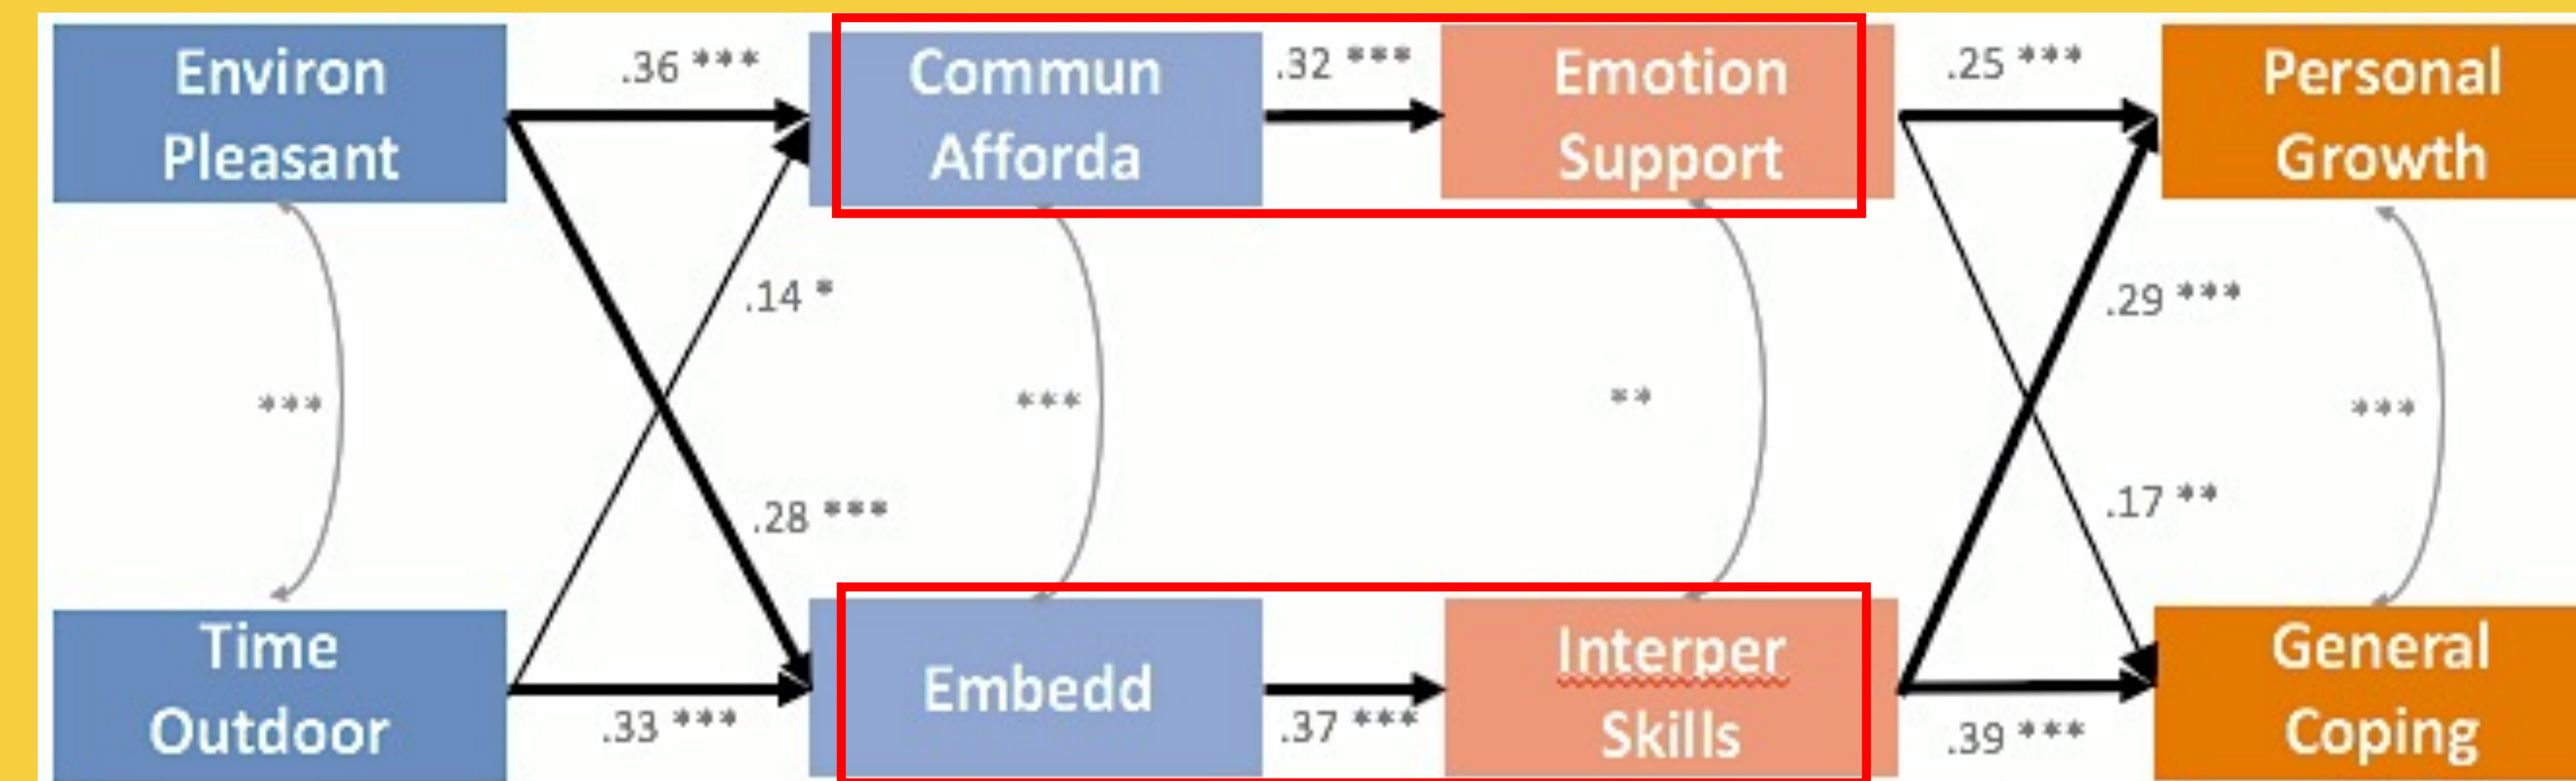 Environ
Pleasant
.36 ***
Commun
Afforda
.32 ***
Emotion
Support
.25 ***
Personal
Growth
.14 *
.29 ***
***
***
**
***
.28 ***
.17 **
Time
Outdoor
.33 ***
Embedd
.37 ***
Interper
Skills
.39 ***
General
Coping